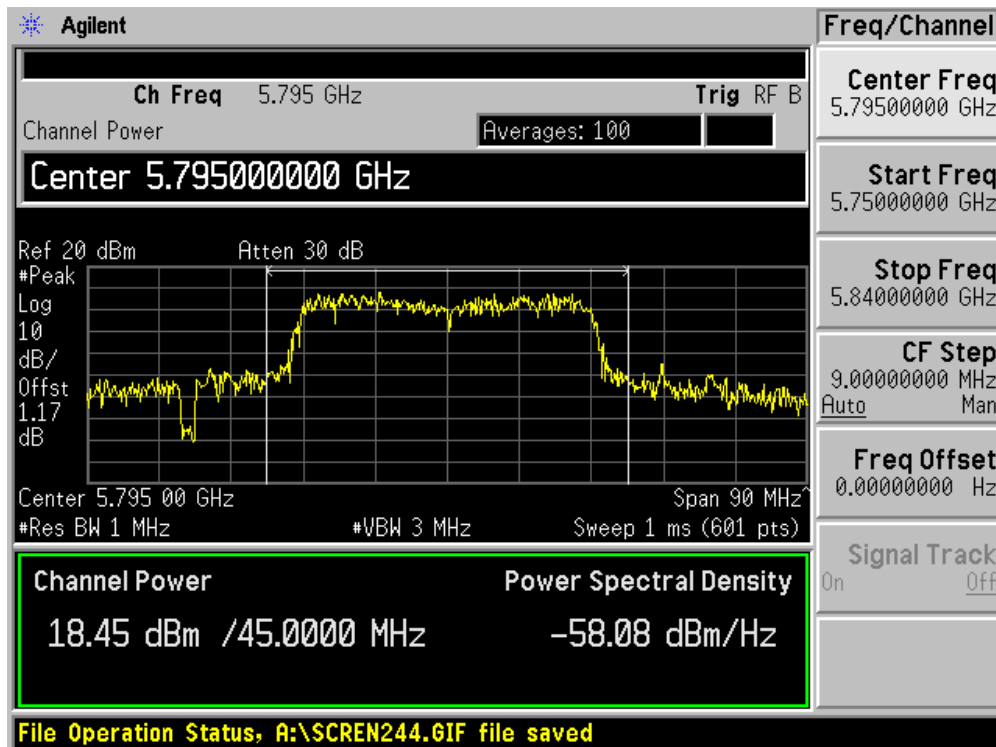 Agilent
Freq/Channel
Ch Freq 5.795 GHz Trig RF B
Channel Power Averages: 100
Center 5.795000000 GHz
Ref 20 dBm Atten 30 dB
#Peak
Log
10
dB/
Offst
1.17
dB
Center 5.795 00 GHz Span 90 MHz^
#Res BW 1 MHz #VBW 3 MHz Sweep 1 ms (601 pts)
Channel Power Power Spectral Density
18.45 dBm /45.0000 MHz -58.08 dBm/Hz
File Operation Status, A:\SCREN244.GIF file saved
Center Freq
5.79500000 GHz
Start Freq
5.75000000 GHz
Stop Freq
5.84000000 GHz
CF Step
9.00000000 MHz
Auto Man
Freq Offset
0.00000000 Hz
Signal Track
On Off